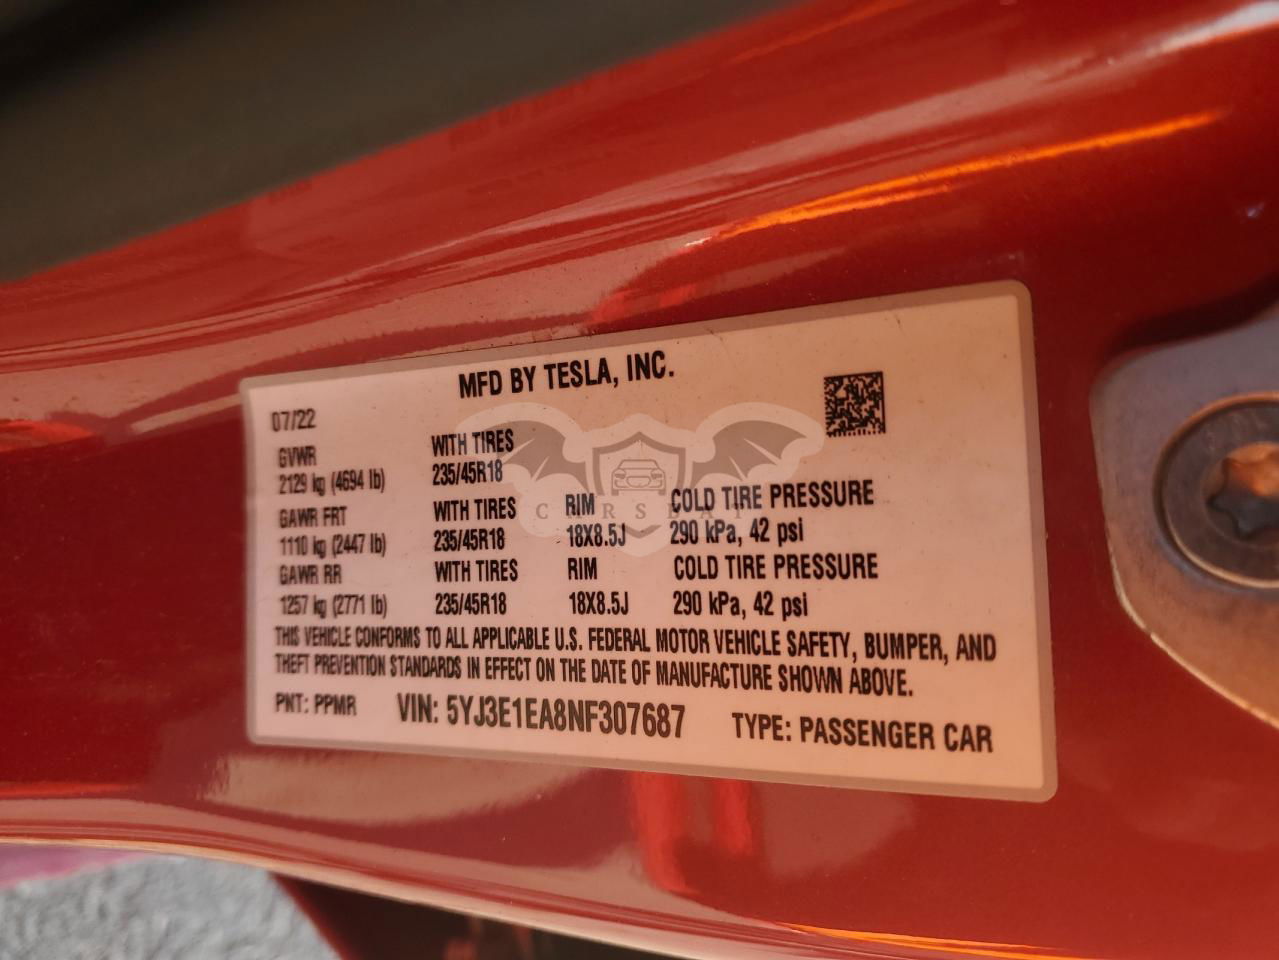 MFD BY TESLA, INC.
07/22
GVWR WITH TIRES
2129 kg (4694 lb) 235/45R18
GAWR FRT WITH TIRES RIM COLD TIRE PRESSURE
1110 kg (2447 lb) 235/45R18 18X8.5J 290 kPa, 42 psi
GAWR RR WITH TIRES RIM COLD TIRE PRESSURE
1257 kg (2771 lb) 235/45R18 18X8.5J 290 kPa, 42 psi
THIS VEHICLE CONFORMS TO ALL APPLICABLE U.S. FEDERAL MOTOR VEHICLE SAFETY, BUMPER, AND
THEFT PREVENTION STANDARDS IN EFFECT ON THE DATE OF MANUFACTURE SHOWN ABOVE.
PNT: PPMR VIN: 5YJ3E1EA8NF307687 TYPE: PASSENGER CAR